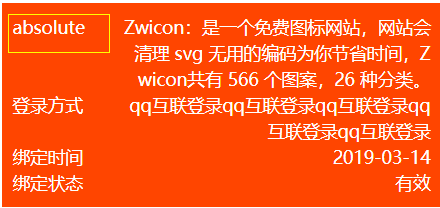 absolute Zwicon：是一个免费图标网站，网站会
清理 svg 无用的编码为你节省时间，Z
wicon共有 566 个图案，26 种分类。
登录方式 qq互联登录qq互联登录qq互联登录qq
互联登录qq互联登录
绑定时间 2019-03-14
绑定状态 有效